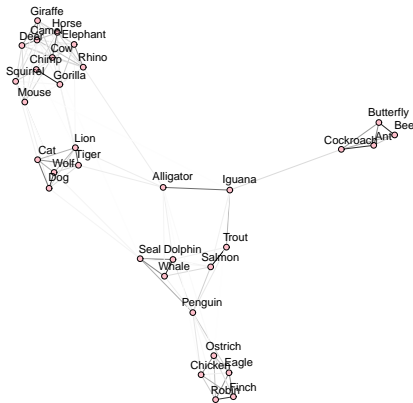 Giraffe
Camel Horse
Deer Elephant
Cow
Chimp Rhino
Squirrel Gorilla
Mouse
Butterfly
Bee
Cockroach Ant
Lion
Cat Tiger
Wolf
Dog
Alligator Iguana
Trout
Seal Dolphin
Salmon
Whale
Penguin
Ostrich
Chicken Eagle
Robin Finch